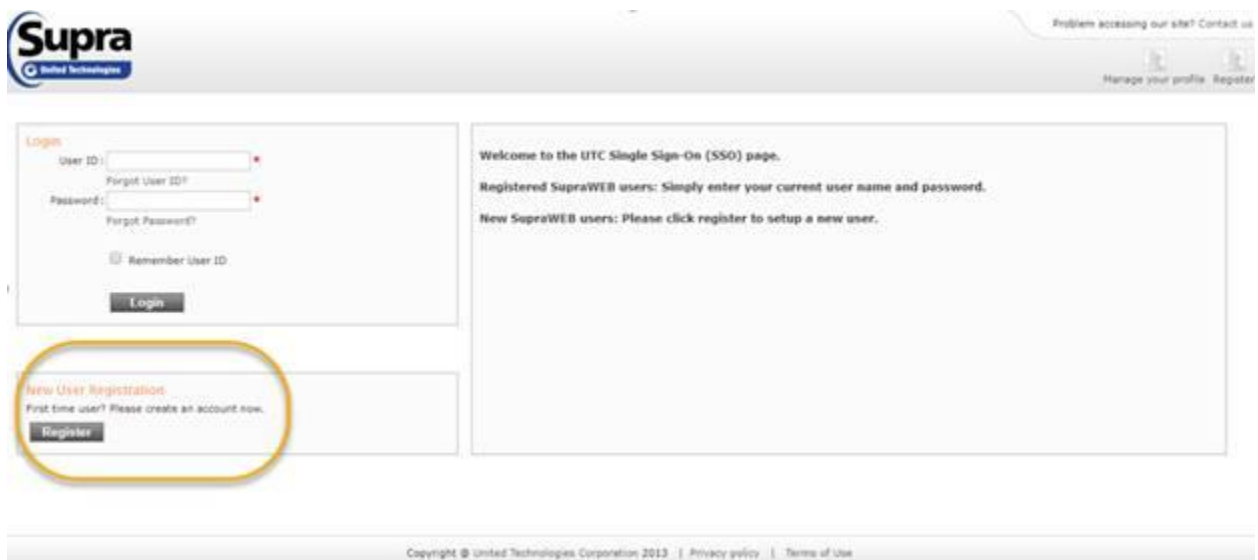 Supra
United Technologies
Problem accessing our site? Contact us
Manage your profile Register
Login
User ID: *
Forgot User ID?
Password: *
Forgot Password?
Remember User ID
Login
Welcome to the UTC Single Sign-On (SSO) page.
Registered SupraWEB users: Simply enter your current user name and password.
New SupraWEB users: Please click register to setup a new user.
New User Registration
First time user? Please create an account now.
Register
Copyright @ United Technologies Corporation 2013 | Privacy policy | Terms of Use